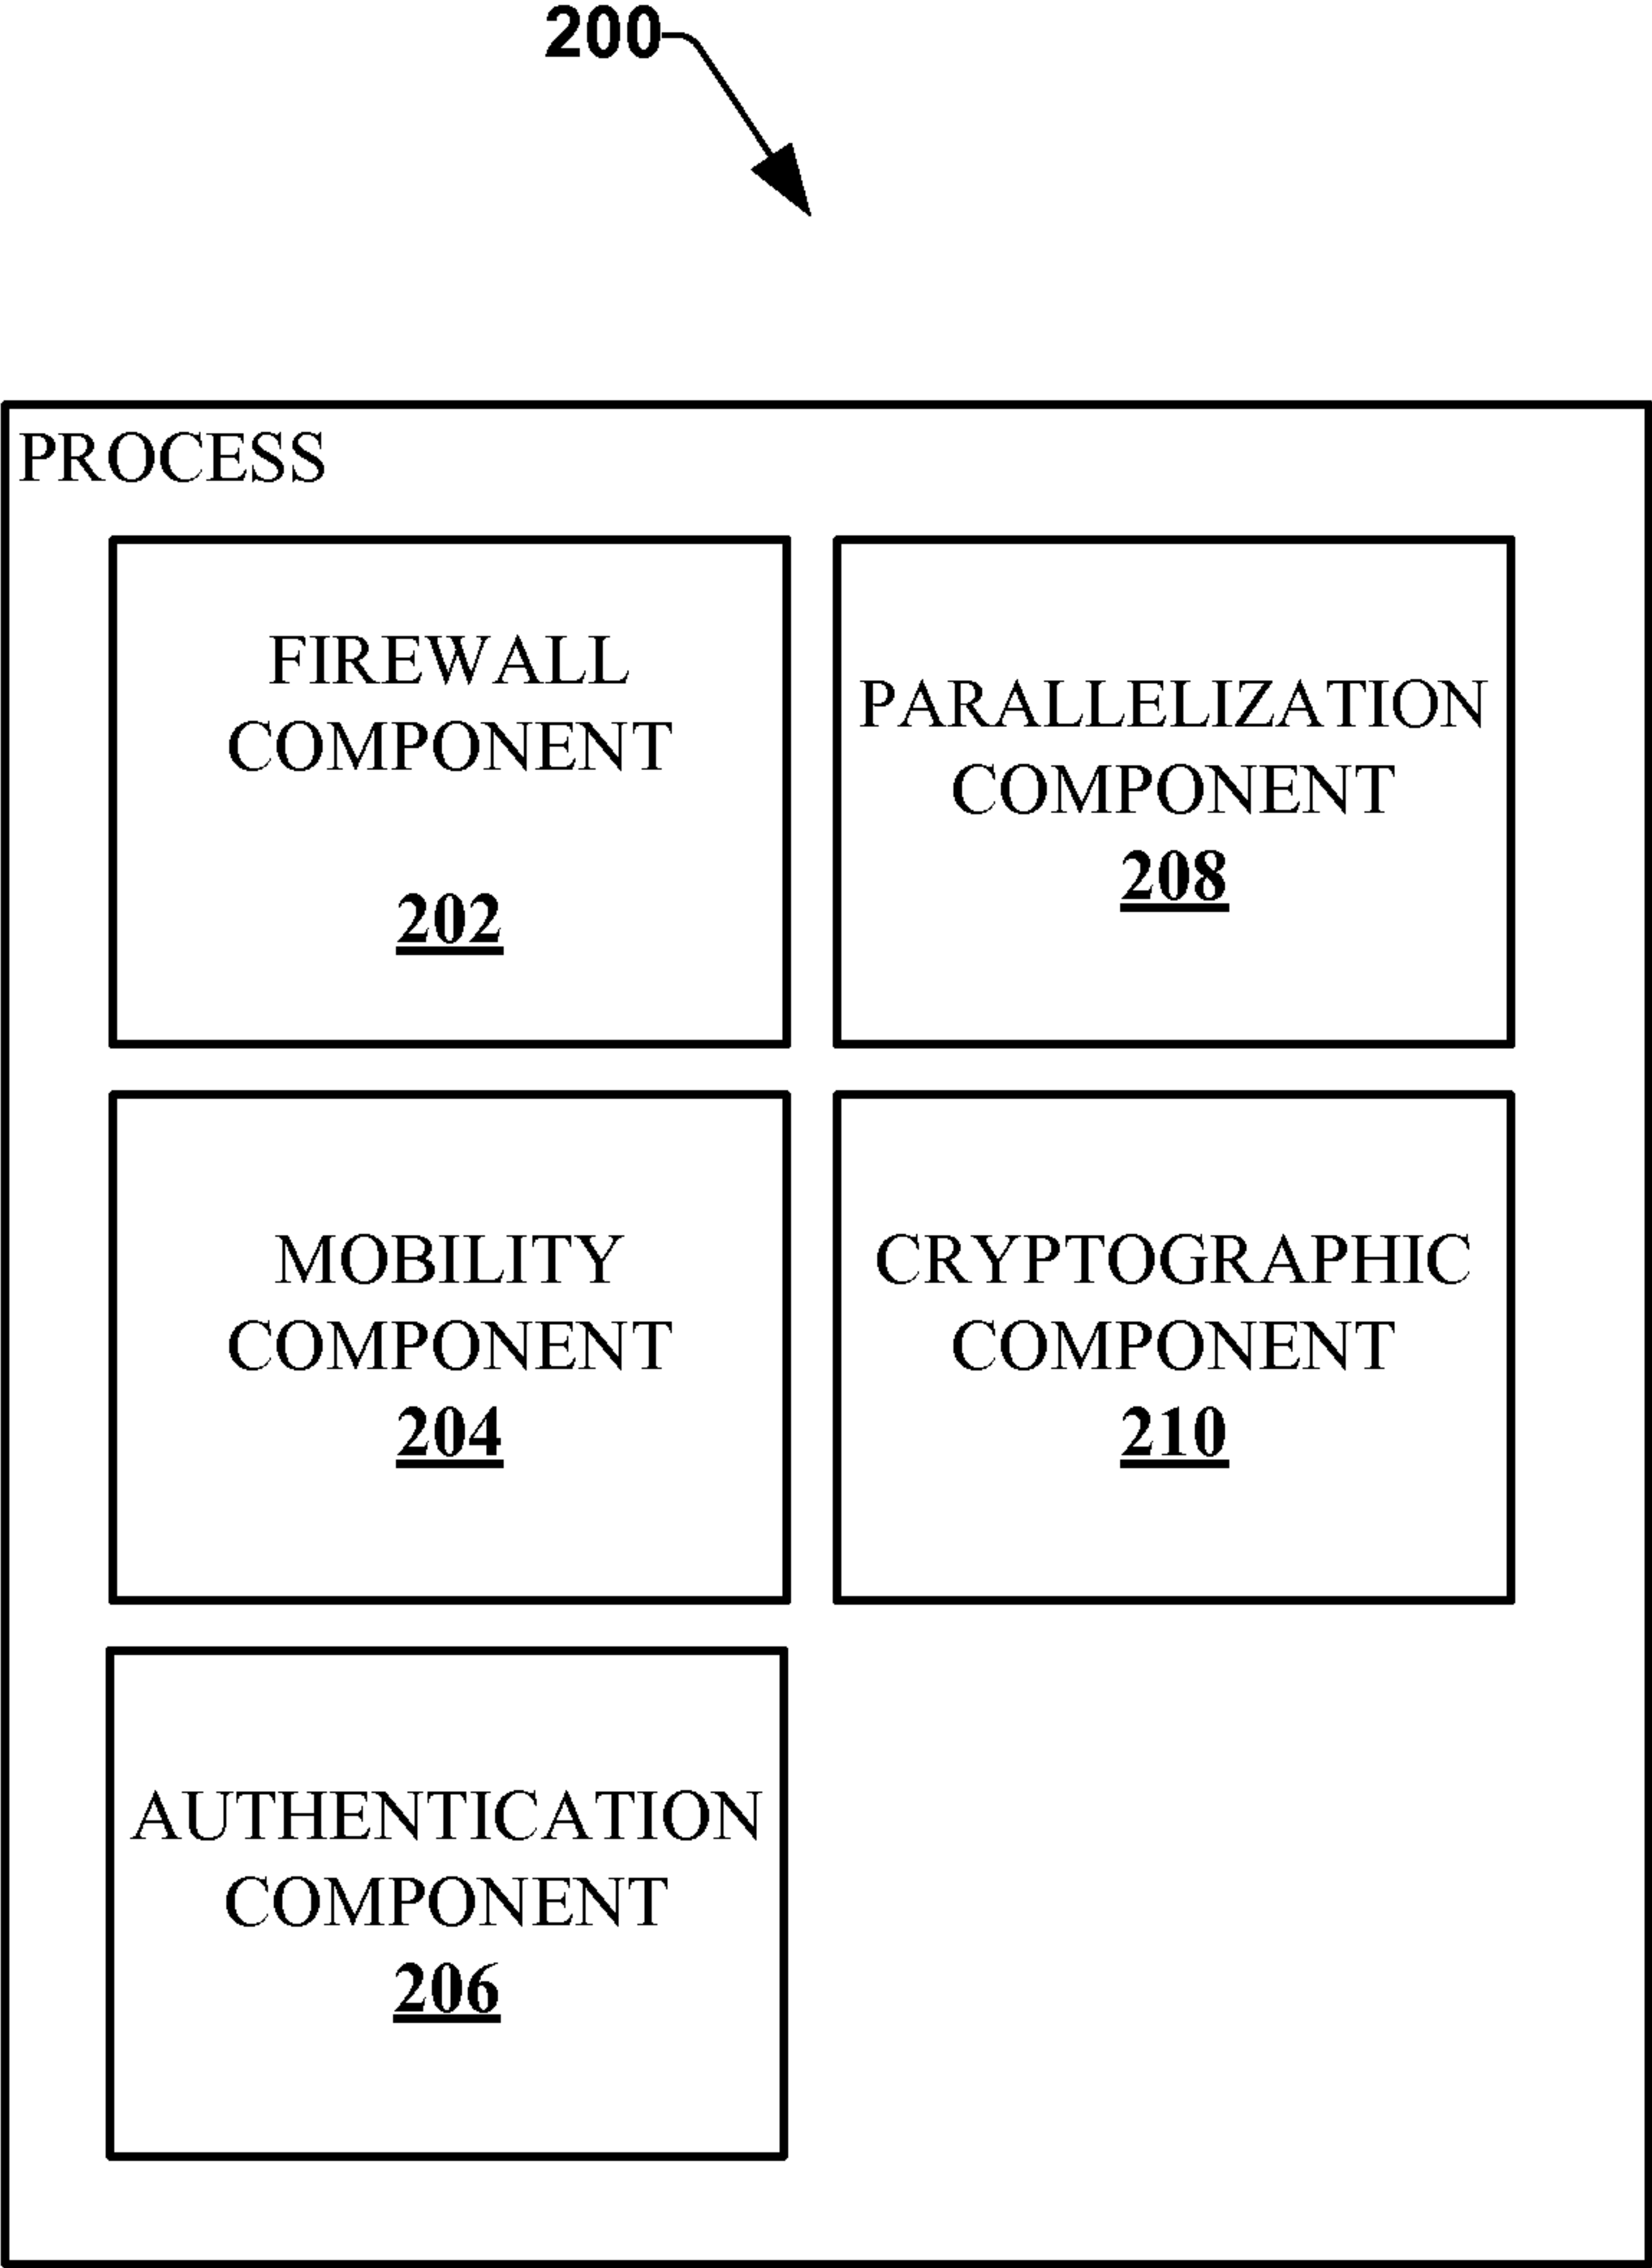 200
PROCESS
FIREWALL
COMPONENT
202
PARALLELIZATION
COMPONENT
208
MOBILITY
COMPONENT
204
CRYPTOGRAPHIC
COMPONENT
210
AUTHENTICATION
COMPONENT
206